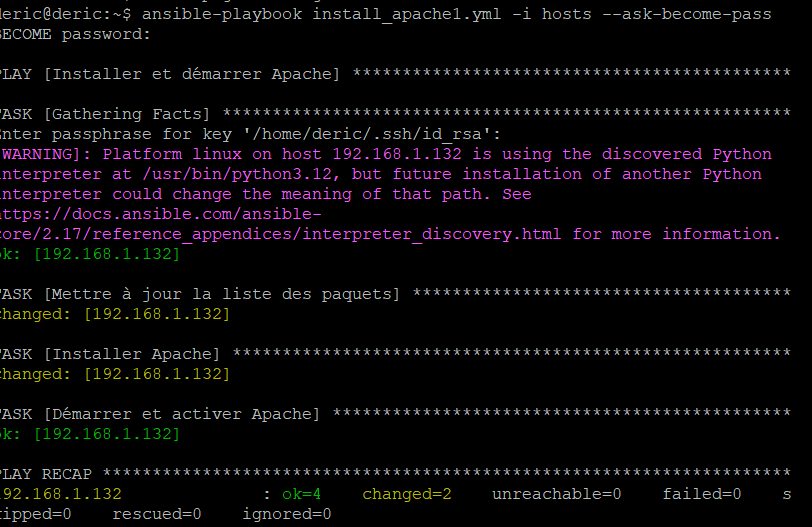 deric@deric:~$ ansible-playbook install_apache1.yml -i hosts --ask-become-pass
BECOME password:
PLAY [Installer et démarrer Apache] ********************************************
TASK [Gathering Facts] *********************************************************
Enter passphrase for key '/home/deric/.ssh/id_rsa':
[WARNING]: Platform linux on host 192.168.1.132 is using the discovered Python
interpreter at /usr/bin/python3.12, but future installation of another Python
interpreter could change the meaning of that path. See
https://docs.ansible.com/ansible-
core/2.17/reference_appendices/interpreter_discovery.html for more information.
ok: [192.168.1.132]
TASK [Mettre à jour la liste des paquets] **************************************
changed: [192.168.1.132]
TASK [Installer Apache] ********************************************************
changed: [192.168.1.132]
TASK [Démarrer et activer Apache] **********************************************
ok: [192.168.1.132]
PLAY RECAP *********************************************************************
192.168.1.132              : ok=4    changed=2    unreachable=0    failed=0    s
kipped=0    rescued=0    ignored=0